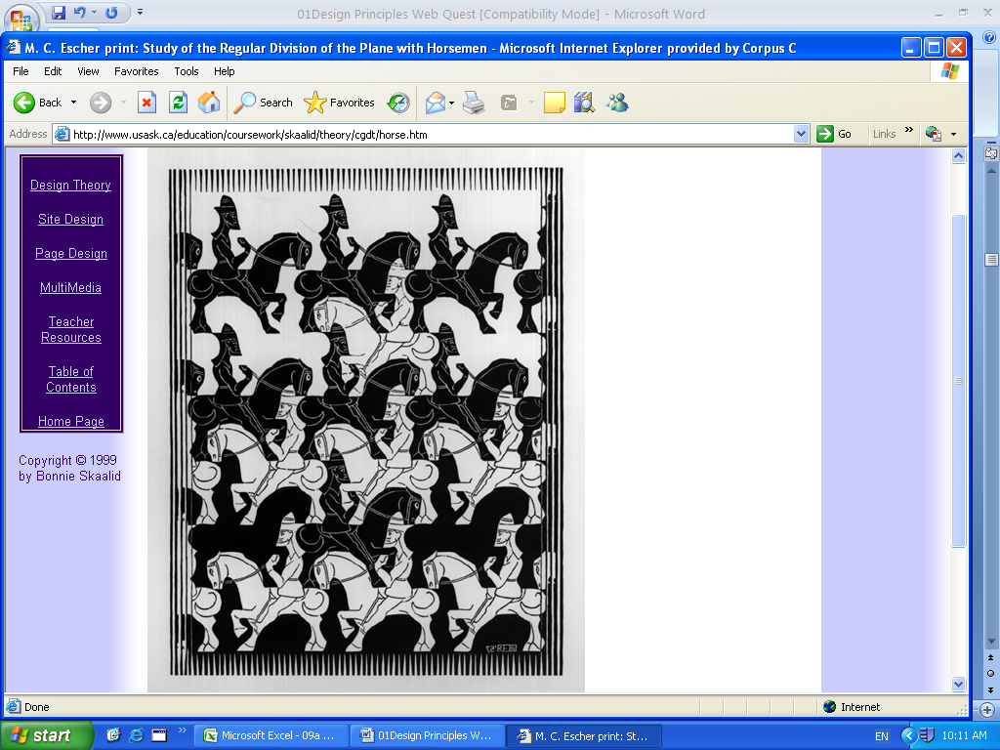 01Design Principles Web Quest [Compatibility Mode] - Microsoft Word
M. C. Escher print: Study of the Regular Division of the Plane with Horsemen - Microsoft Internet Explorer provided by Corpus C
File Edit View Favorites Tools Help
Back Search Favorites
Address http://www.usask.ca/education/coursework/skaalid/theory/cgdt/horse.htm Go Links »
Design Theory
Site Design
Page Design
MultiMedia
Teacher
Resources
Table of
Contents
Home Page
Copyright © 1999
by Bonnie Skaalid
Done Internet
start » Microsoft Excel - 09a ... 01Design Principles W... M. C. Escher print: St... EN 10:11 AM